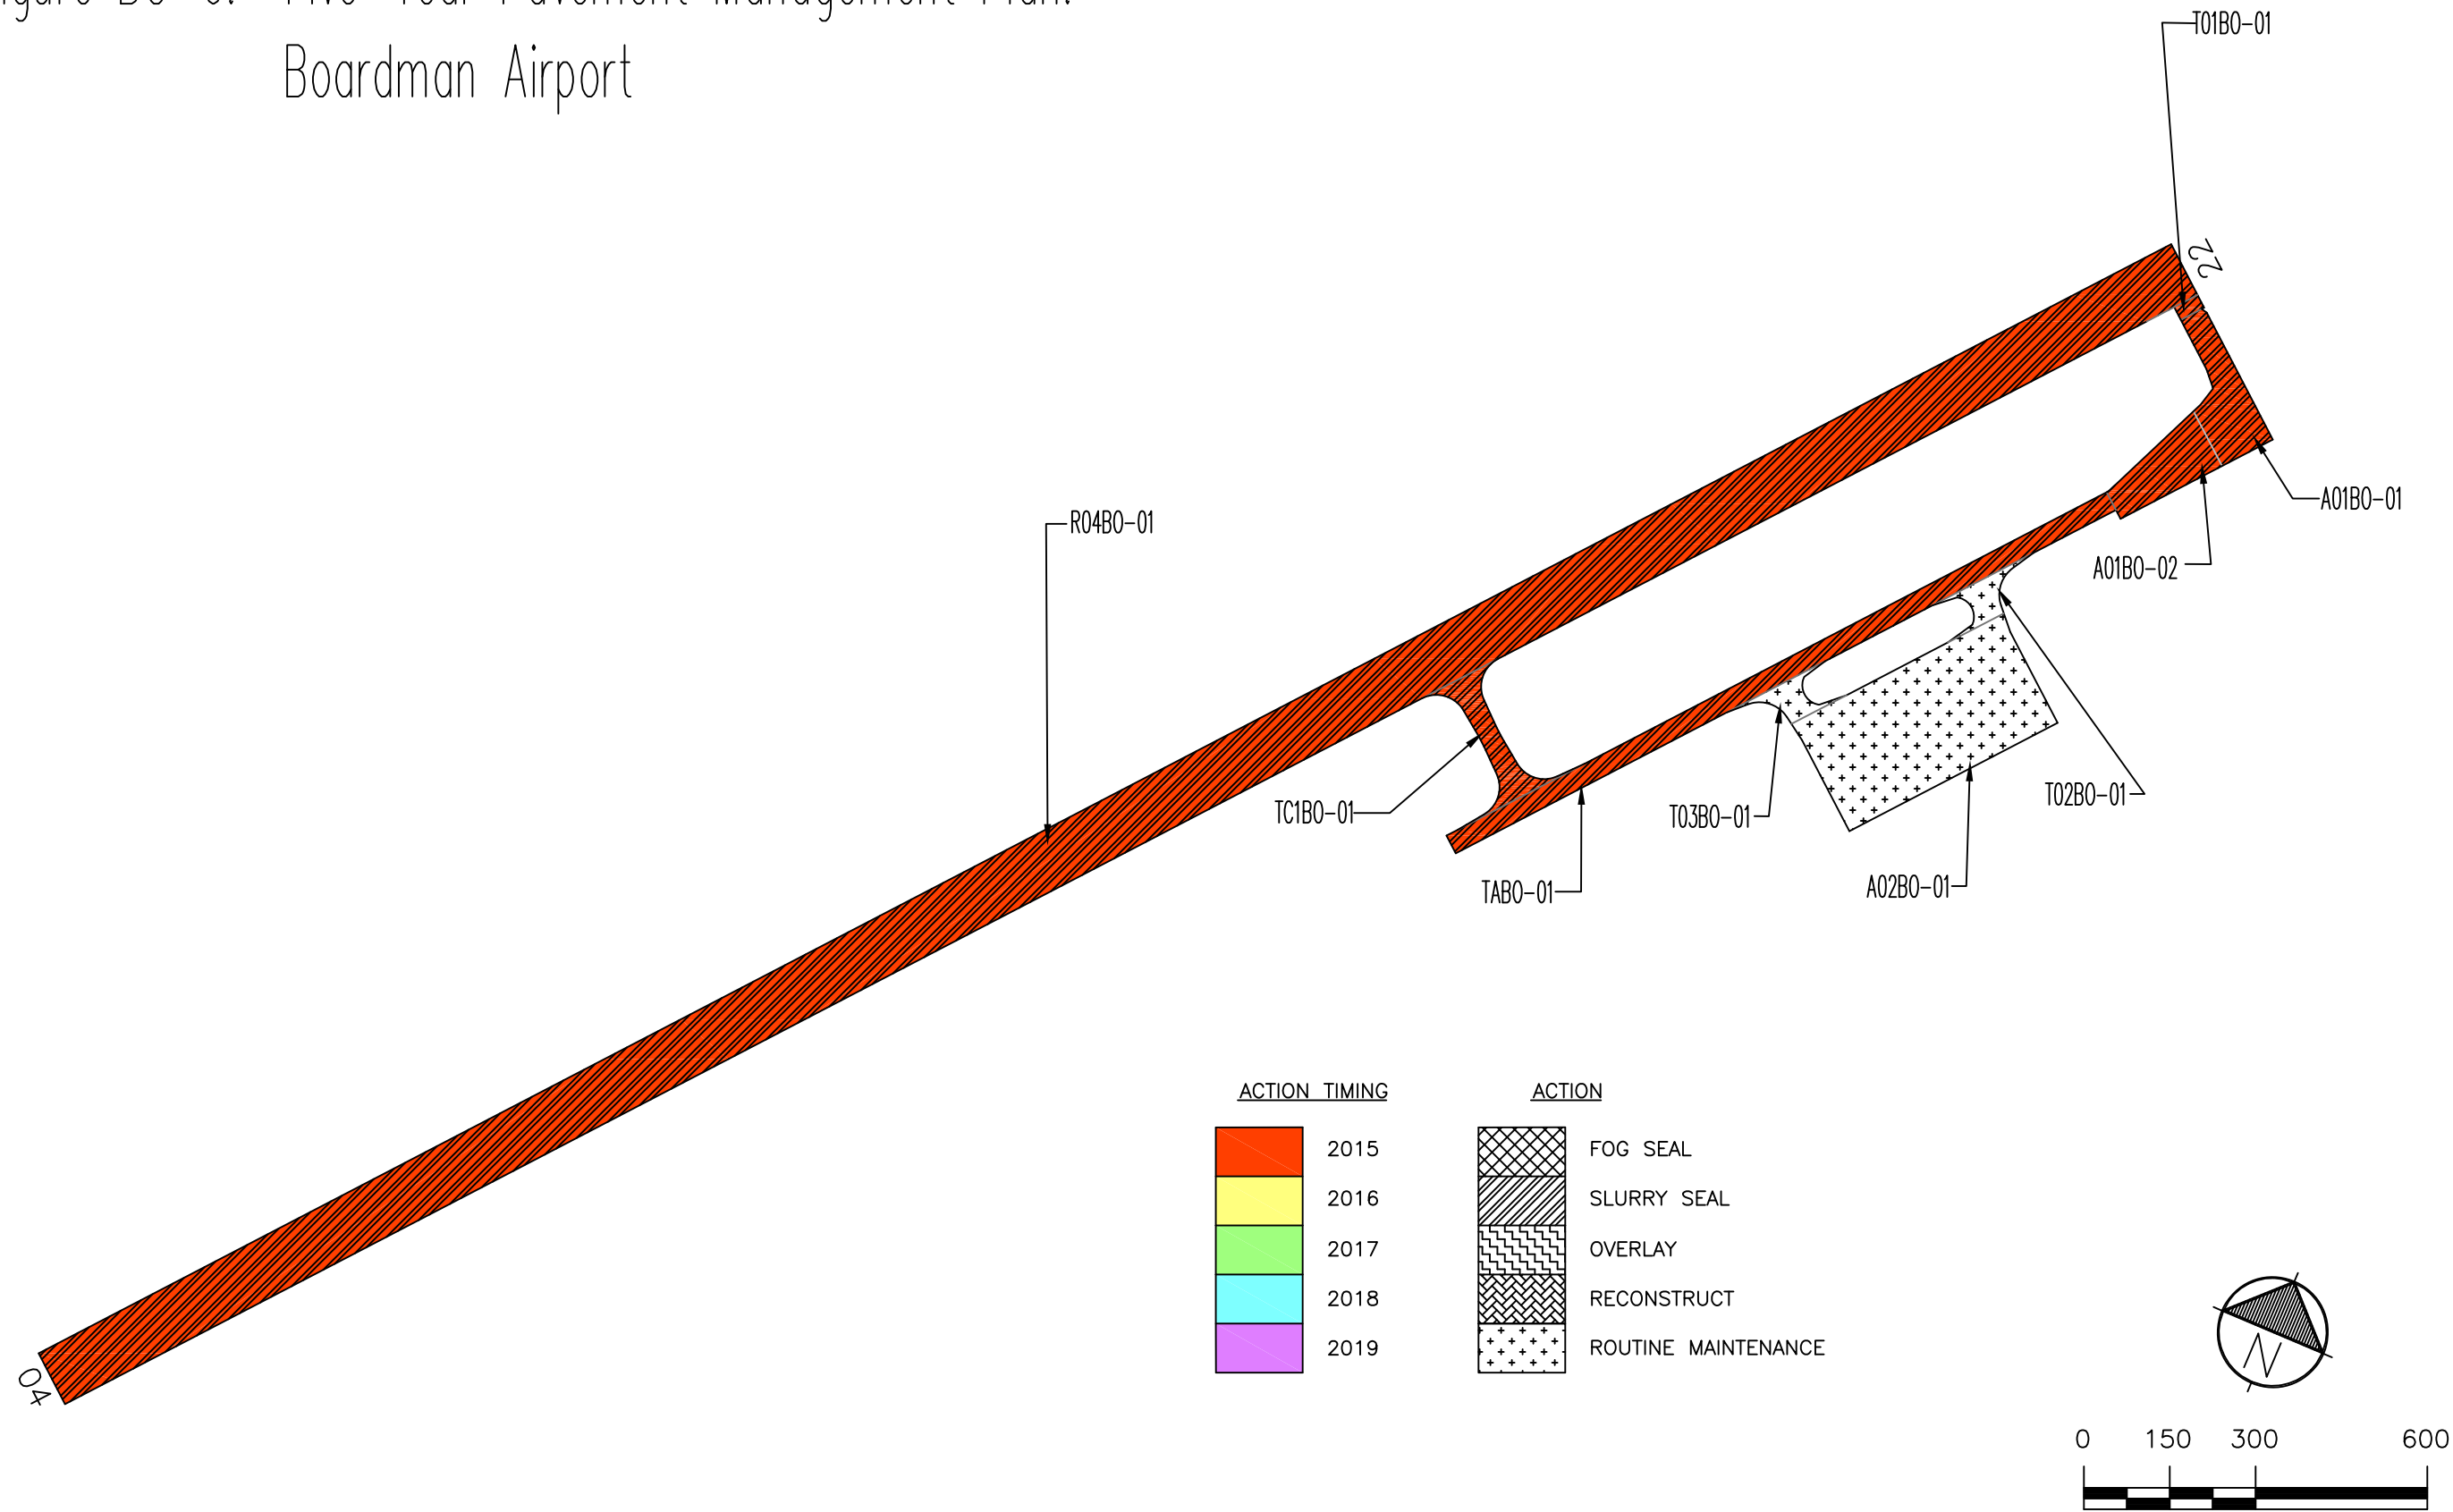 Boardman Airport
T01BO-01
22
R04BO-01
A01BO-01
A01BO-02
TC1BO-01
T03BO-01
T02BO-01
TABO-01
A02BO-01
ACTION TIMING
2015
2016
2017
2018
2019
ACTION
FOG SEAL
SLURRY SEAL
OVERLAY
RECONSTRUCT
ROUTINE MAINTENANCE
04
N
0 150 300 600